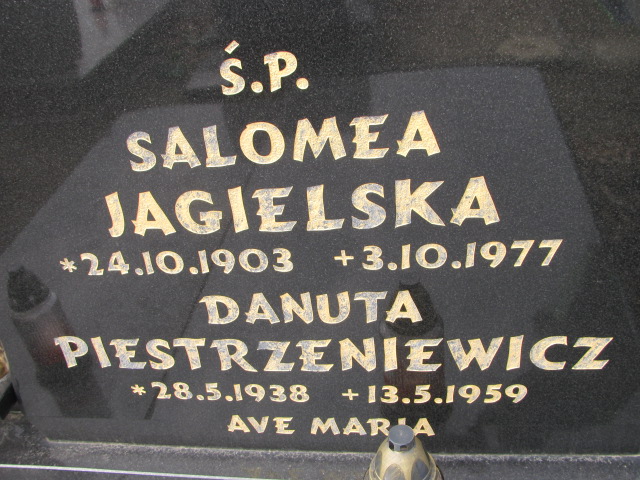 Ś.P.
SALOMEA
JAGIELSKA
*24.10.1903 +3.10.1977
DANUTA
PIESTRZENIEWICZ
*28.5.1938 +13.5.1959
AVE MARIA